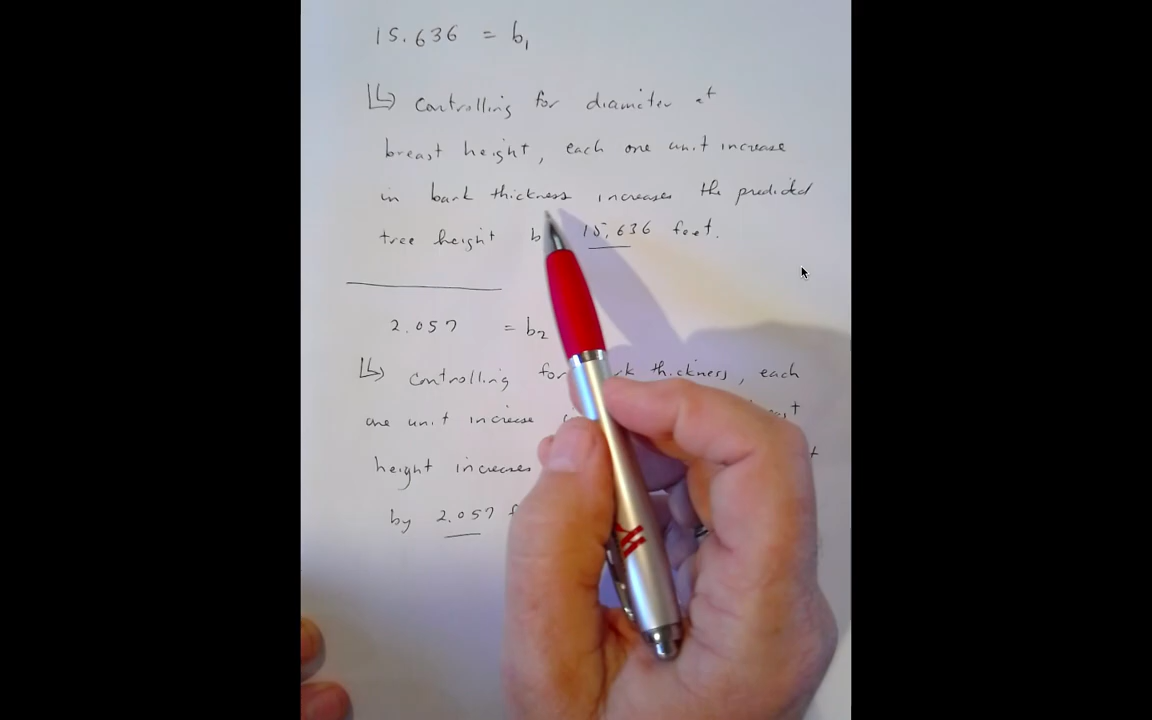 15.636 = b1
Controlling for diameter at
breast height, each one unit increase
in bark thickness increases the predicted
tree height 15.636 feet.
2.057 = b2
Controlling for thickness, each
one unit increase
height increases
by 2.057